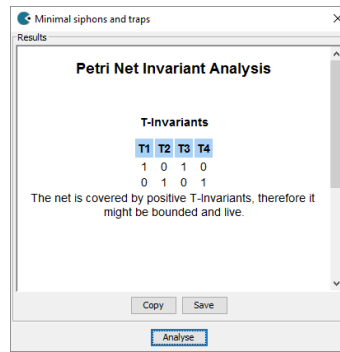 Minimal siphons and traps
Results
Petri Net Invariant Analysis
T-Invariants
T1 T2 T3 T4
1 0 1 0
0 1 0 1
The net is covered by positive T-Invariants, therefore it
might be bounded and live.
Copy Save
Analyse